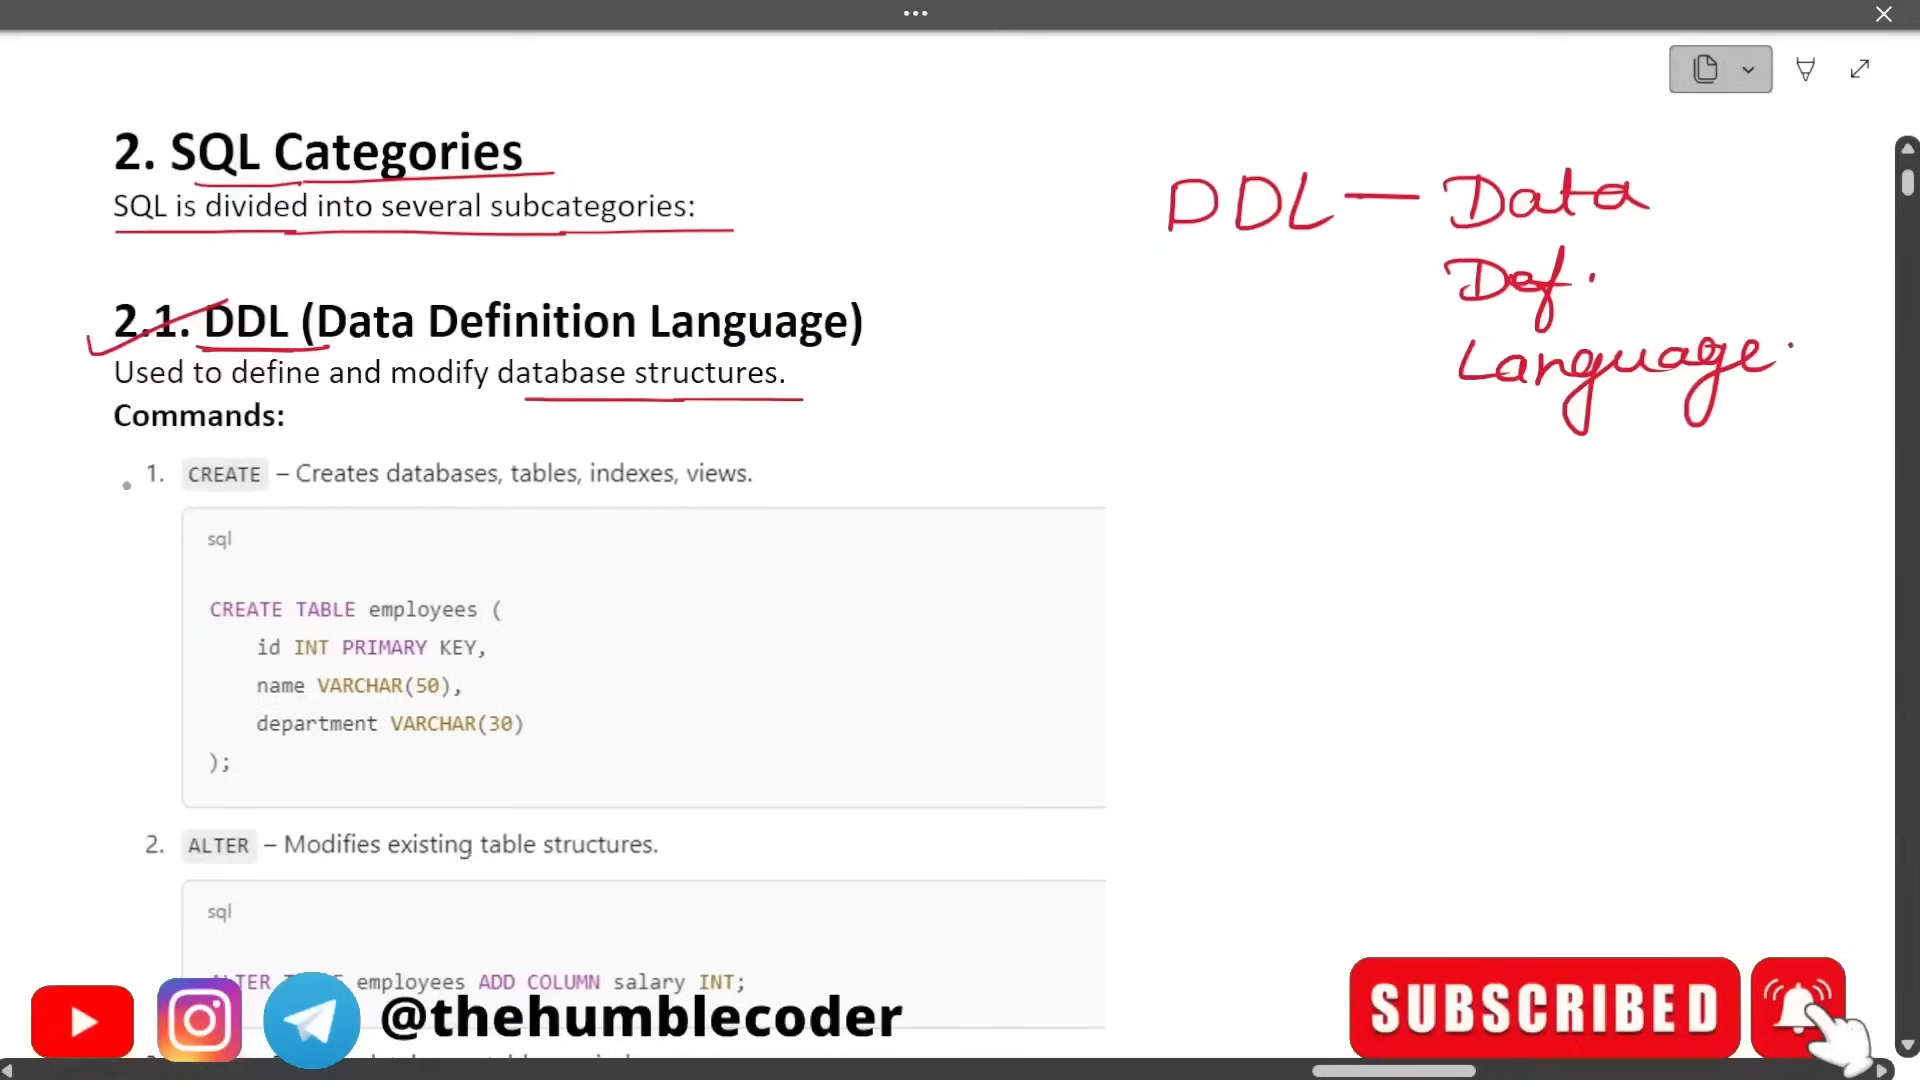 2. SQL Categories
SQL is divided into several subcategories:
DDL — Data
Def.
Language.
2.1. DDL (Data Definition Language)
Used to define and modify database structures.
Commands:
1. CREATE – Creates databases, tables, indexes, views.
sql
CREATE TABLE employees (
id INT PRIMARY KEY,
name VARCHAR(50),
department VARCHAR(30)
);
2. ALTER – Modifies existing table structures.
sql
employees ADD COLUMN salary INT;
@thehumblecoder
SUBSCRIBED